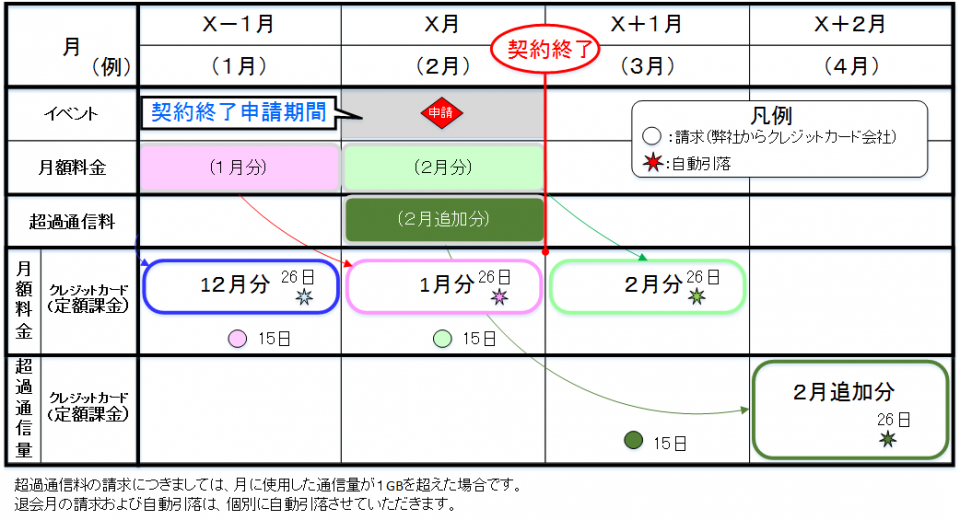 月
（例）
X－1月
X月
X＋1月
X＋2月
（1月）
（2月）
（3月）
（4月）
契約終了
イベント
契約終了申請期間
申請
凡例
：請求（弊社からクレジットカード会社）
：自動引落
月額料金
（1月分）
（2月分）
超過通信料
（2月追加分）
月額料金
クレジットカード
（定額課金）
12月分
26日
1月分
26日
2月分
26日
15日
15日
超過通信量
クレジットカード
（定額課金）
2月追加分
26日
15日
超過通信料の請求につきましては、月に使用した通信量が1GBを超えた場合です。
退会月の請求および自動引落は、個別に自動引落させていただきます。